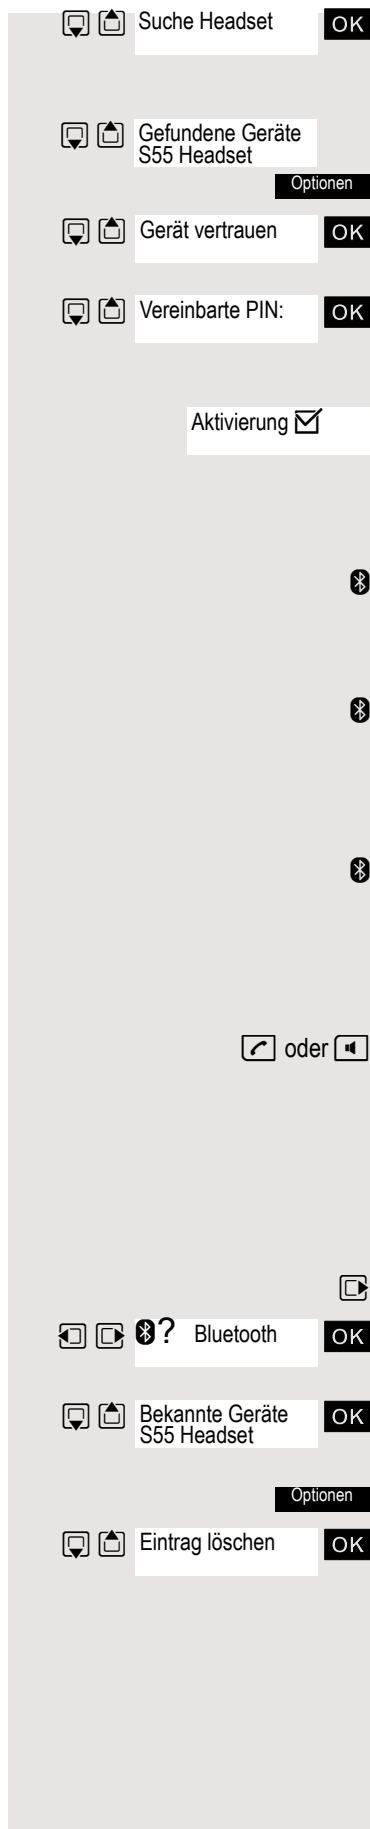 Suche Headset OK
Gefundene Geräte
S55 Headset
Optionen
Gerät vertrauen OK
Vereinbarte PIN: OK
Aktivierung
oder
? Bluetooth OK
Bekannte Geräte OK
S55 Headset
Optionen
Eintrag löschen OK